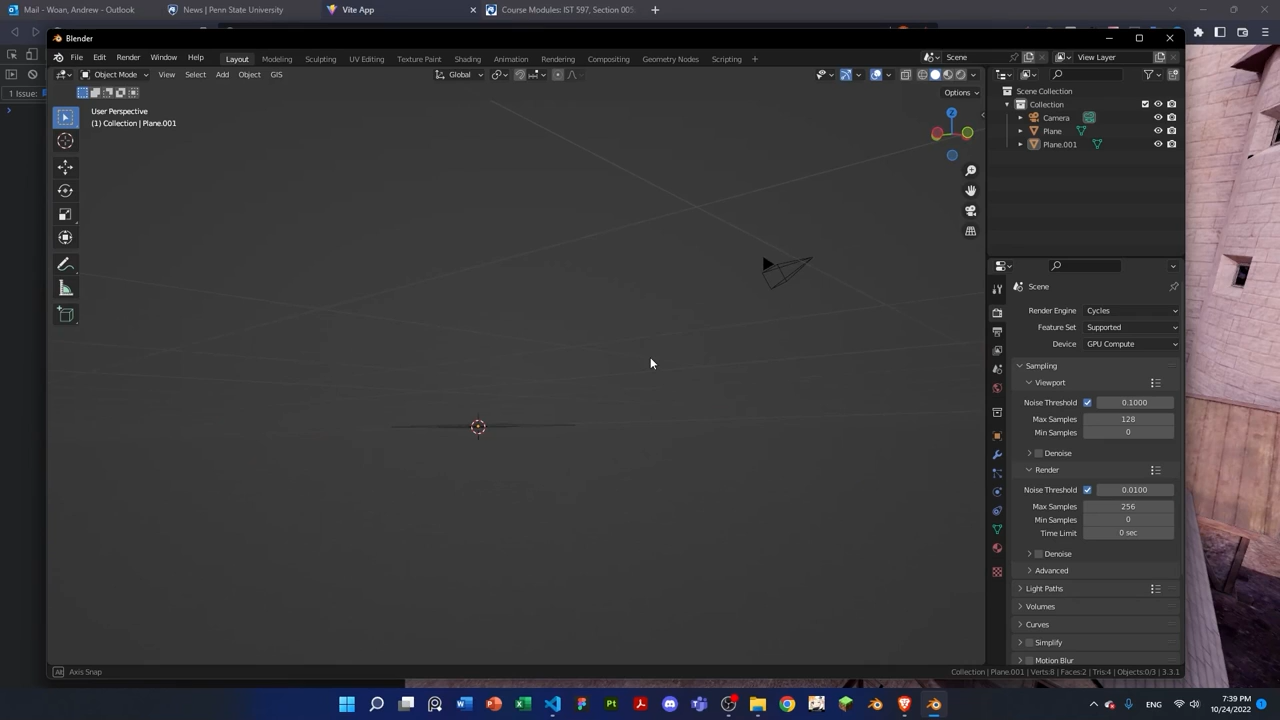 Mail - Woan, Andrew - Outlook
News | Penn State University
Vite App
Course Modules: IST 597, Section 005
Blender
File Edit Render Window Help
Layout Modeling Sculpting UV Editing Texture Paint Shading Animation Rendering Compositing Geometry Nodes Scripting
Scene
View Layer
Object Mode
View Select Add Object GIS
Global
1 Issue:
Options
User Perspective
(1) Collection | Plane.001
Z
Scene Collection
Collection
Camera
Plane
Plane.001
Scene
Render Engine Cycles
Feature Set Supported
Device GPU Compute
Sampling
Viewport
Noise Threshold 0.1000
Max Samples 128
Min Samples 0
Denoise
Render
Noise Threshold 0.0100
Max Samples 256
Min Samples 0
Time Limit 0 sec
Denoise
Advanced
Light Paths
Volumes
Curves
Simplify
Motion Blur
Alt Axis Snap
Collection | Plane.001 | Verts:8 | Faces:2 | Tris:4 | Objects:0/3 | 3.3.1
Pt
ENG
7:39 PM
10/24/2022